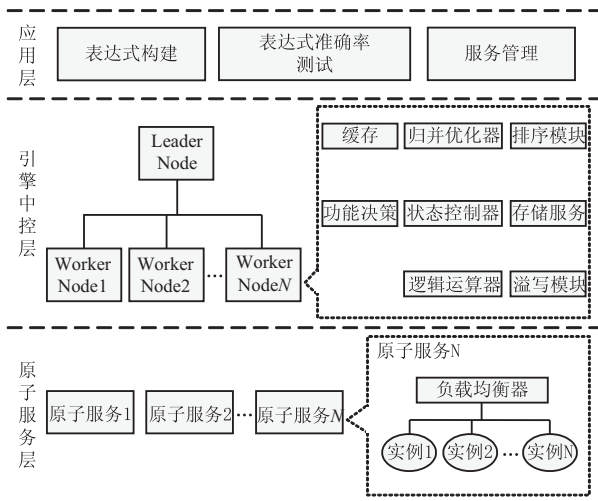 应用层
表达式构建
表达式准确率
测试
服务管理
引擎中控层
Leader
Node
Worker
Node1
Worker
Node2
...
Worker
NodeN
缓存
归并优化器
排序模块
功能决策
状态控制器
存储服务
逻辑运算器
溢写模块
原子服务层
原子服务1
原子服务2
...
原子服务N
原子服务N
负载均衡器
实例1
实例2
...
实例N